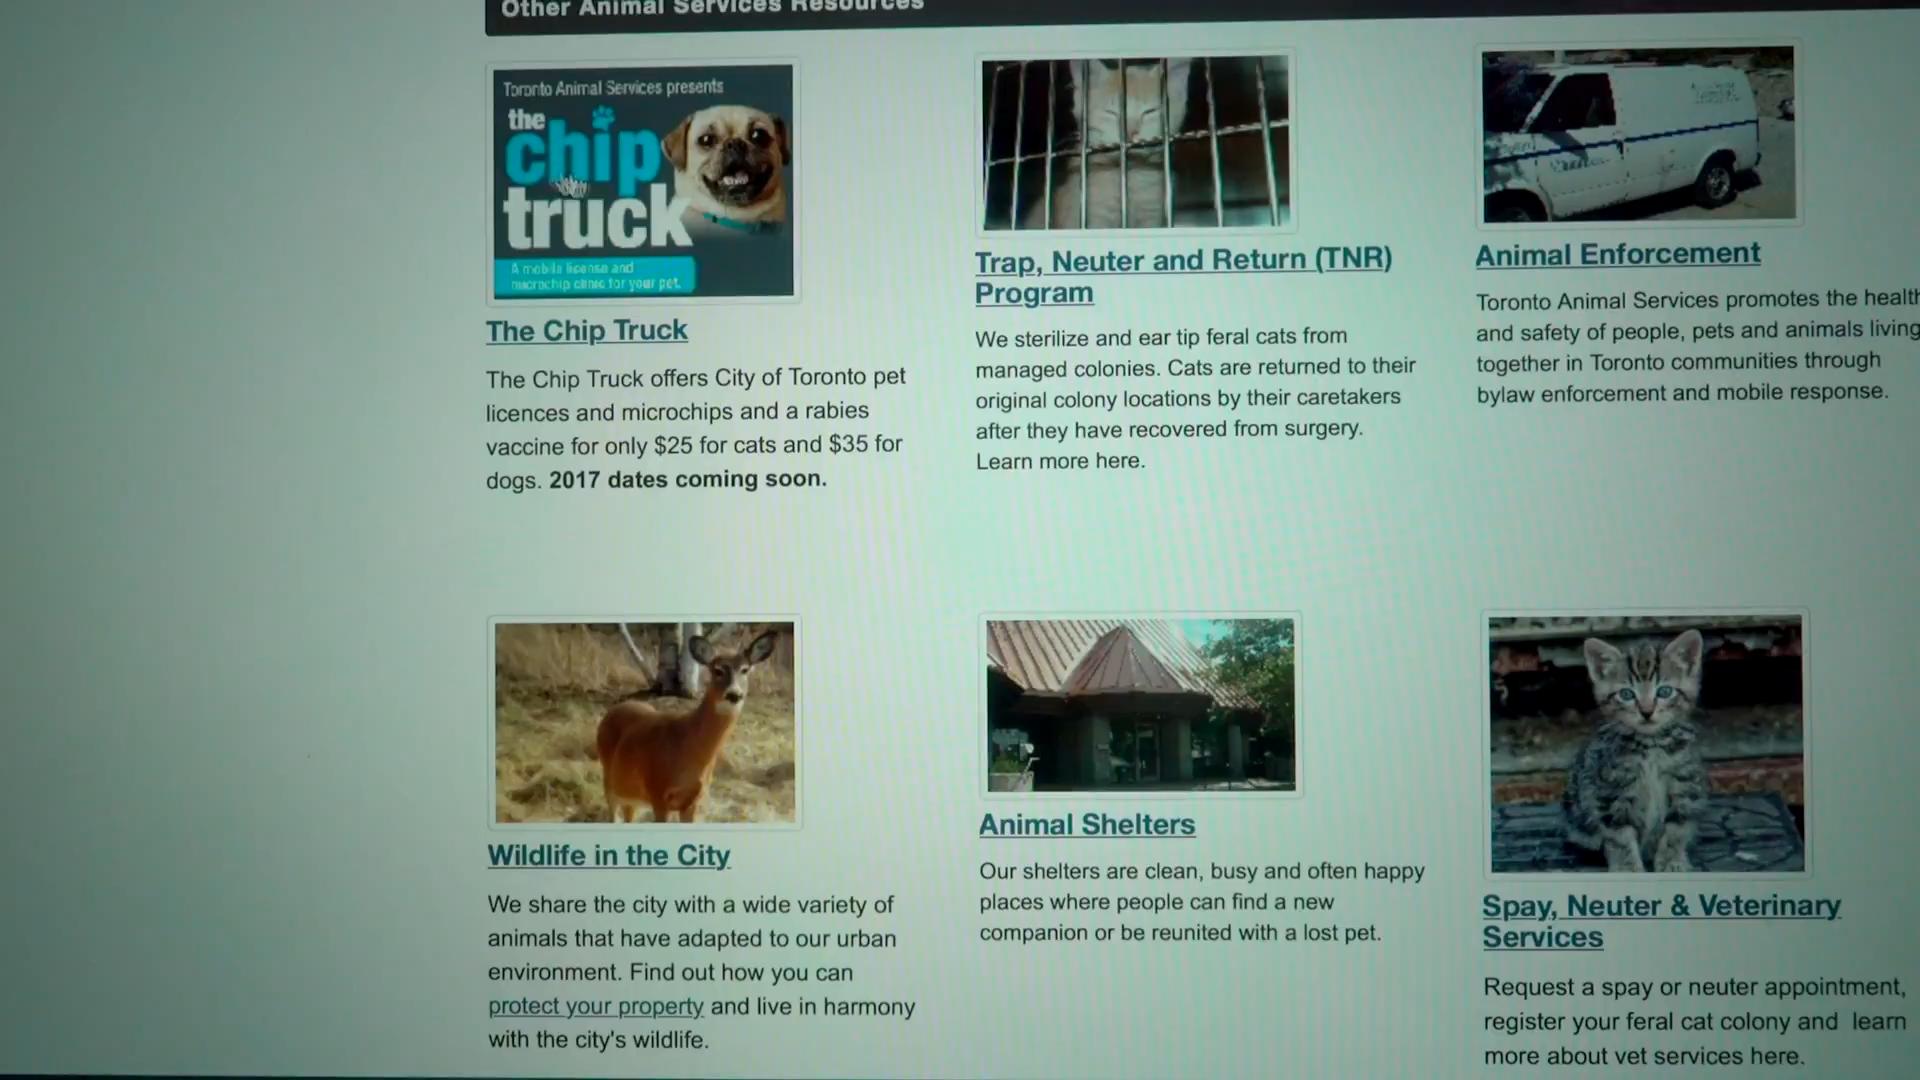 Other Animal Services Resources
Toronto Animal Services presents
the
chip
truck
A mobile license and
microchip clinic for your pet.
The Chip Truck
The Chip Truck offers City of Toronto pet
licences and microchips and a rabies
vaccine for only $25 for cats and $35 for
dogs. 2017 dates coming soon.
Trap, Neuter and Return (TNR)
Program
We sterilize and ear tip feral cats from
managed colonies. Cats are returned to their
original colony locations by their caretakers
after they have recovered from surgery.
Learn more here.
Animal Enforcement
Toronto Animal Services promotes the health
and safety of people, pets and animals living
together in Toronto communities through
bylaw enforcement and mobile response.
Wildlife in the City
We share the city with a wide variety of
animals that have adapted to our urban
environment. Find out how you can
protect your property and live in harmony
with the city's wildlife.
Animal Shelters
Our shelters are clean, busy and often happy
places where people can find a new
companion or be reunited with a lost pet.
Spay, Neuter & Veterinary
Services
Request a spay or neuter appointment,
register your feral cat colony and learn
more about vet services here.